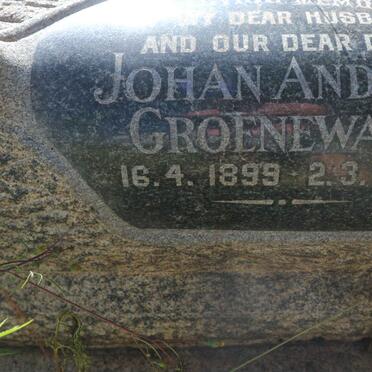 MY DEAR HUSB
AND OUR DEAR
JOHAN AND
GROENEWA
16.4.1899 - 2.3.